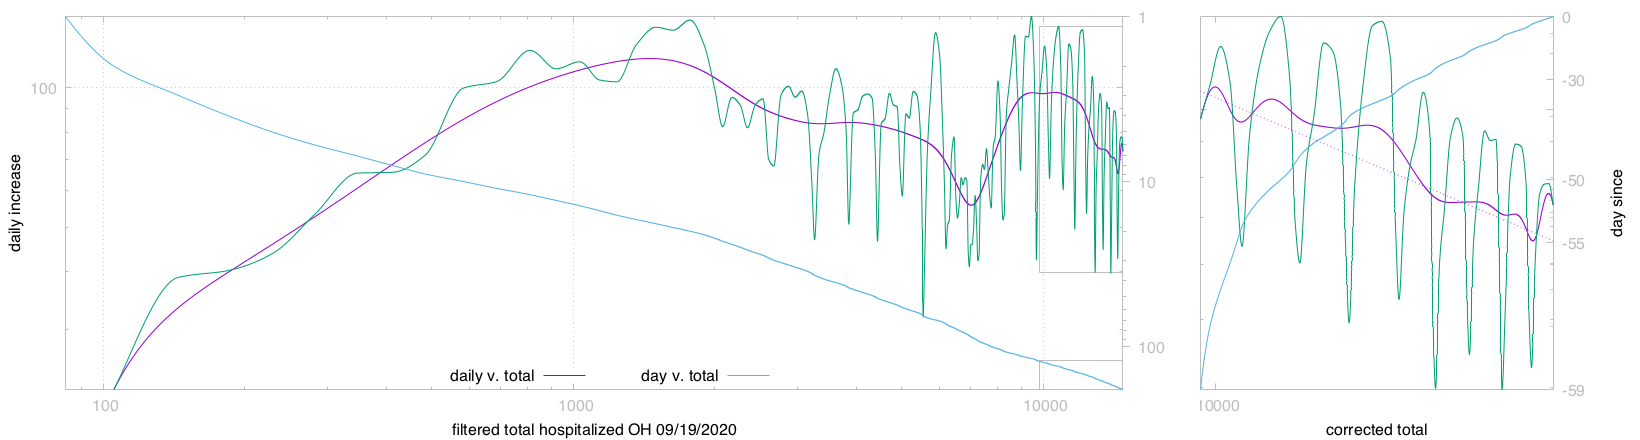 1
0
100
-30
10
-50
daily increase
day since
-55
100
daily v. total
day v. total
-59
100
1000
10000
10000
filtered total hospitalized OH 09/19/2020
corrected total